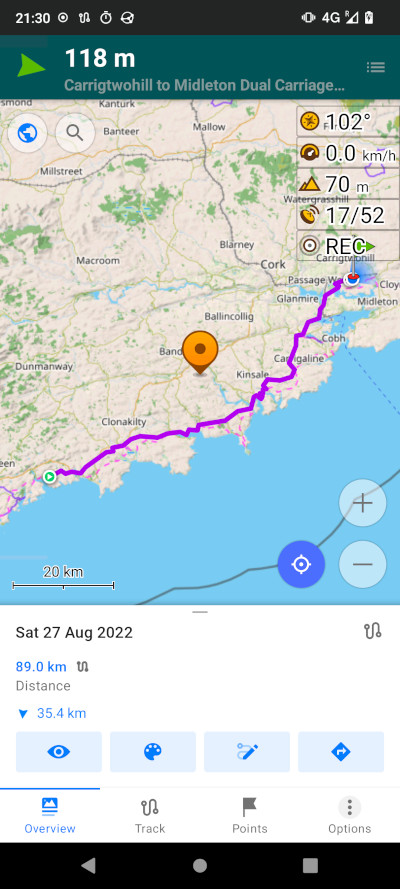 21:30
4G
118 m
Carrigtwohill to Midleton Dual Carriage...
Kanturk
Banteer
Mallow
Millstreet
102°
0.0 km/h
70 m
17/52
REC
Watergrasshill
Blarney
Macroom
Cork
Carrigtwohill
Passage We
Glanmire
Midleton
Cloy
Ballincollig
Cobh
Band
Carrigaline
Dunmanway
Kinsale
Clonakilty
een
20 km
Sat 27 Aug 2022
89.0 km
Distance
35.4 km
Overview
Track
Points
Options